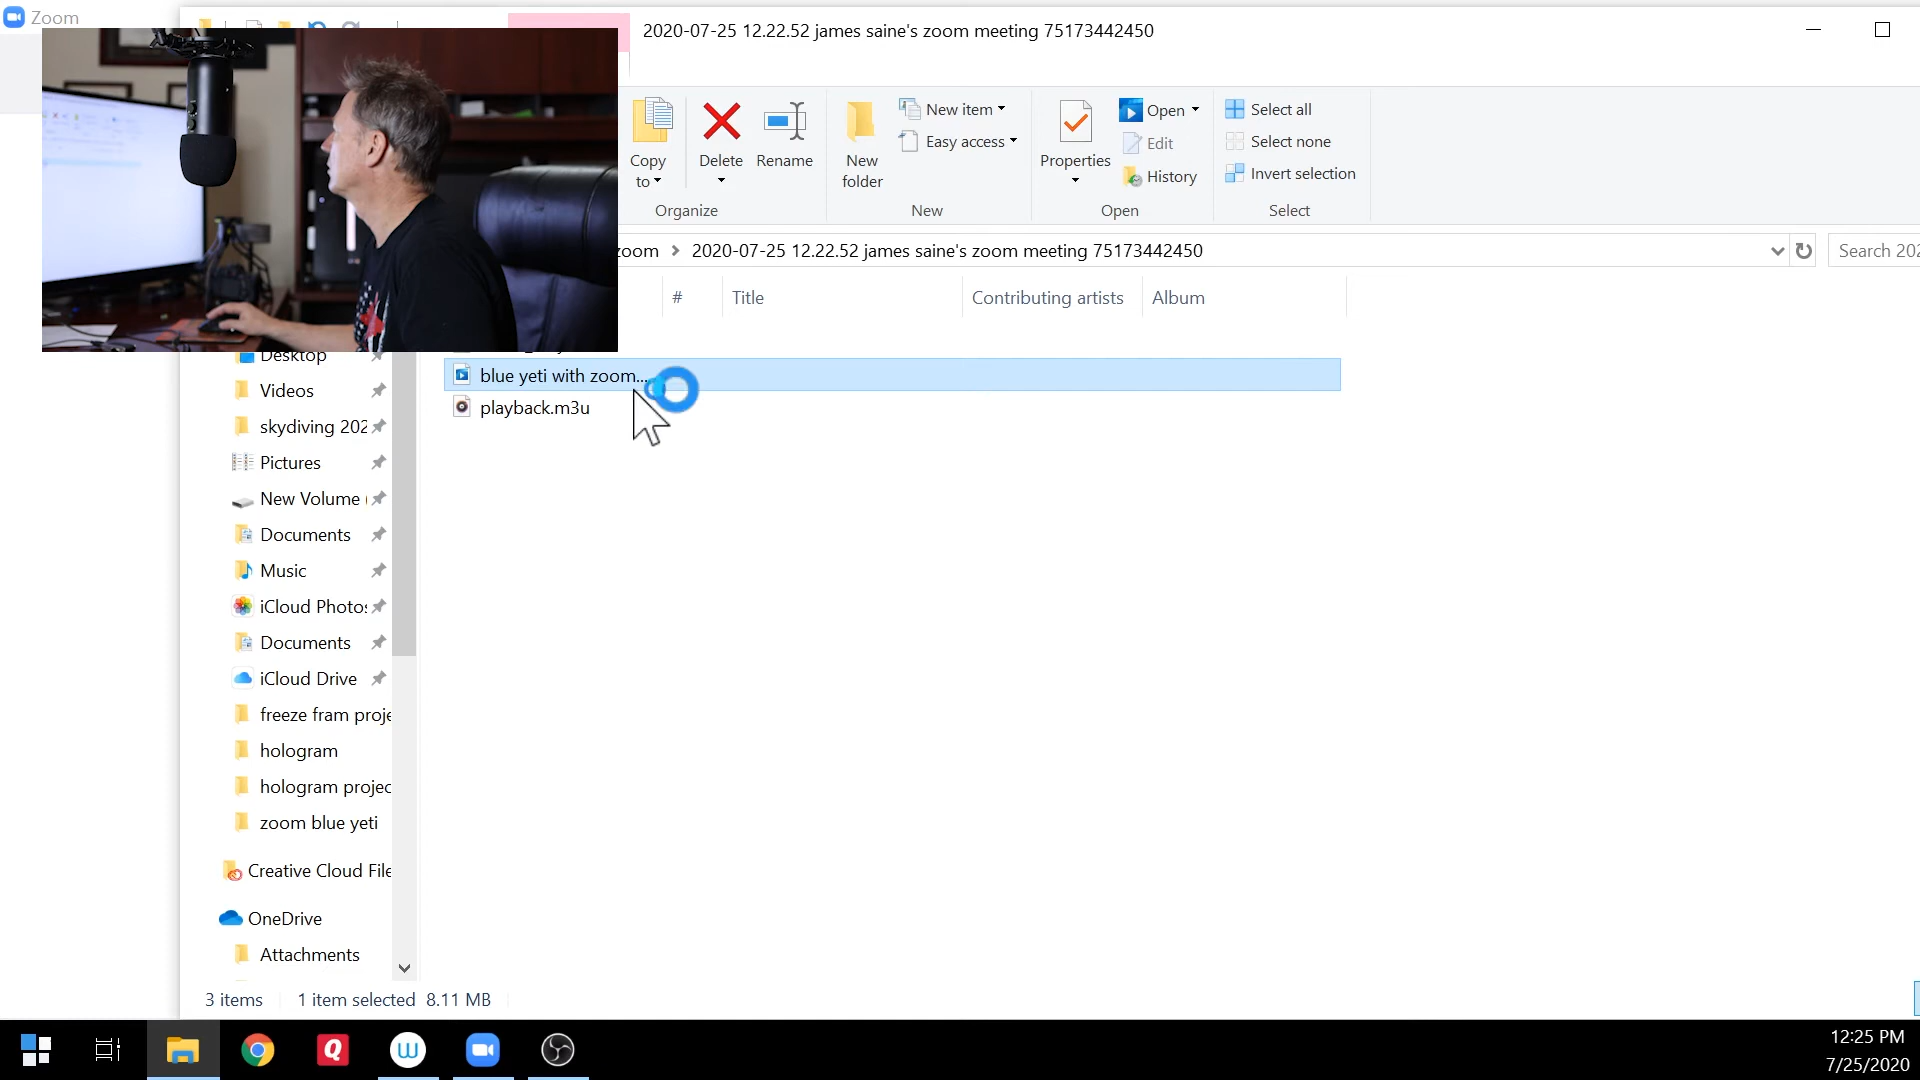 Zoom
2020-07-25 12.22.52 james saine's zoom meeting 75173442450
Copy to
Delete
Rename
Organize
New folder
New item
Easy access
New
Properties
Open
Edit
History
Open
Select all
Select none
Invert selection
Select
zoom > 2020-07-25 12.22.52 james saine's zoom meeting 75173442450
Search 202
#
Title
Contributing artists
Album
Desktop
Videos
skydiving 202
Pictures
New Volume (
Documents
Music
iCloud Photos
Documents
iCloud Drive
freeze fram proje
hologram
hologram projec
zoom blue yeti
Creative Cloud File
OneDrive
Attachments
blue yeti with zoom...
playback.m3u
3 items
1 item selected 8.11 MB
12:25 PM
7/25/2020